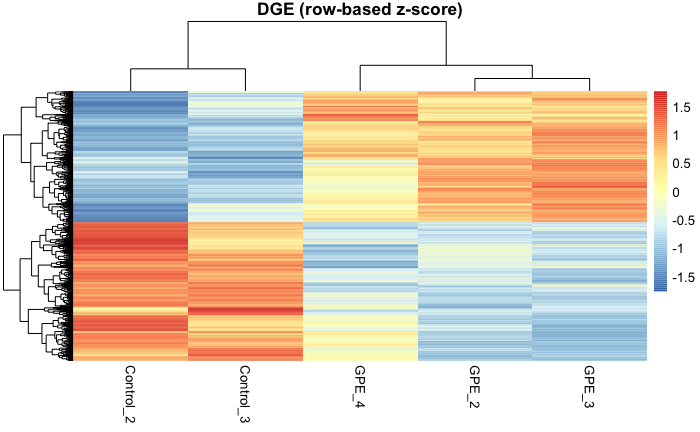 DGE (row-based z-score)
1.5
1
0.5
0
-0.5
-1
-1.5
Control_2
Control_3
GPE_4
GPE_2
GPE_3